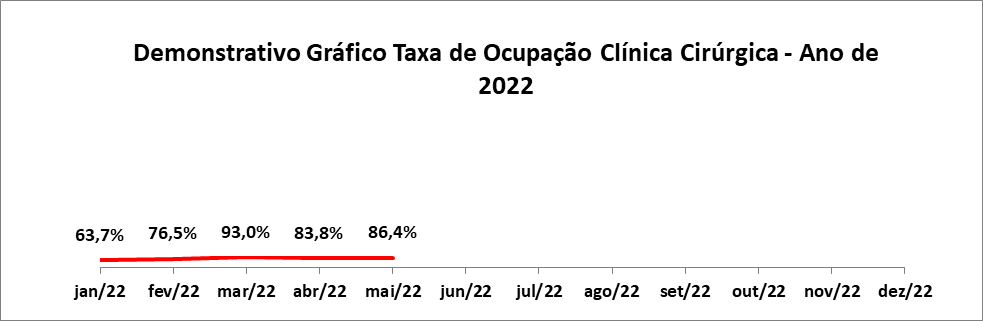 Demonstrativo Gráfico Taxa de Ocupação Clínica Cirúrgica - Ano de
2022
63,7% 76,5% 93,0% 83,8% 86,4%
jan/22 fev/22 mar/22 abr/22 mai/22 jun/22 jul/22 ago/22 set/22 out/22 nov/22 dez/22